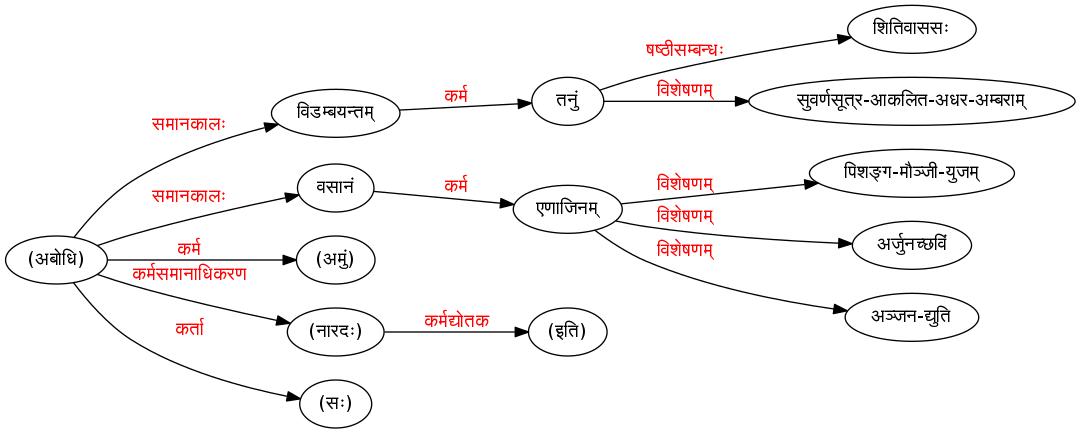 शितिवाससः
षष्ठीसम्बन्धः
विडम्बयन्तम्
कर्म
तनुं
विशेषणम्
सुवर्णसूत्र-आकलित-अधर-अम्बराम्
समानकालः
समानकालः
वसानं
कर्म
एणाजिनम्
विशेषणम्
पिशङ्ग-मौञ्जी-युजम्
विशेषणम्
अर्जुनच्छविं
विशेषणम्
अञ्जन-द्युति
(अबोधि)
कर्म
(अमुं)
कर्मसमानाधिकरण
(नारदः)
कर्मद्योतक
(इति)
कर्ता
(सः)